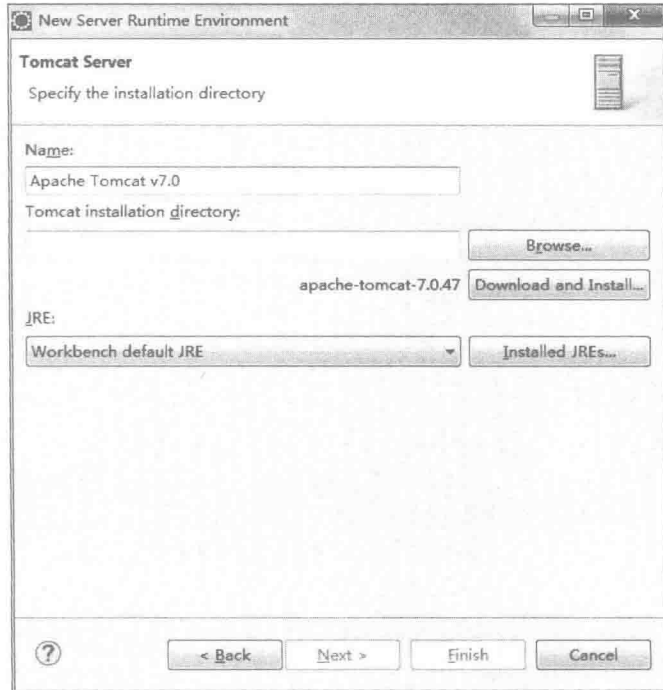 New Server Runtime Environment
Tomcat Server
Specify the installation directory
Name:
Apache Tomcat v7.0
Tomcat installation directory:
Browse...
apache-tomcat-7.0.47 Download and Install...
JRE:
Workbench default JRE Installed JREs...
? < Back Next > Finish Cancel